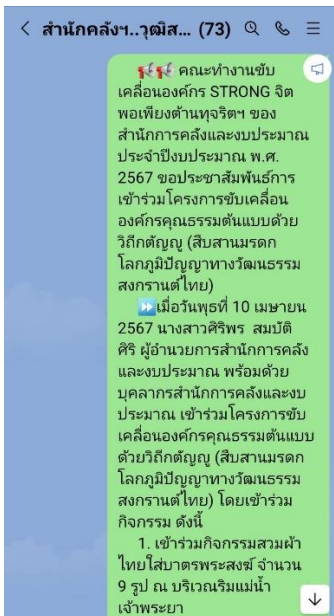 สำนักคลังฯ..วุฒิส... (73)
คณะทำงานขับ
เคลื่อนองค์กร STRONG จิต
พอเพียงต้านทุจริตฯ ของ
สำนักการคลังและงบประมาณ
ประจำปีงบประมาณ พ.ศ.
2567 ขอประชาสัมพันธ์การ
เข้าร่วมโครงการขับเคลื่อน
องค์กรคุณธรรมต้นแบบด้วย
วิถีกตัญญู (สืบสานมรดก
โลกภูมิปัญญาทางวัฒนธรรม
สงกรานต์ไทย)
เมื่อวันพุธที่ 10 เมษายน
2567 นางสาวศิริพร สมบัติ
ศิริ ผู้อำนวยการสำนักการคลัง
และงบประมาณ พร้อมด้วย
บุคลากรสำนักการคลังและงบ
ประมาณ เข้าร่วมโครงการขับ
เคลื่อนองค์กรคุณธรรมต้นแบบ
ด้วยวิถีกตัญญู (สืบสานมรดก
โลกภูมิปัญญาทางวัฒนธรรม
สงกรานต์ไทย) โดยเข้าร่วม
กิจกรรม ดังนี้
1. เข้าร่วมกิจกรรมสวมผ้า
ไทยใส่บาตรพระสงฆ์ จำนวน
9 รูป ณ บริเวณริมแม่น้ำ
เจ้าพระยา